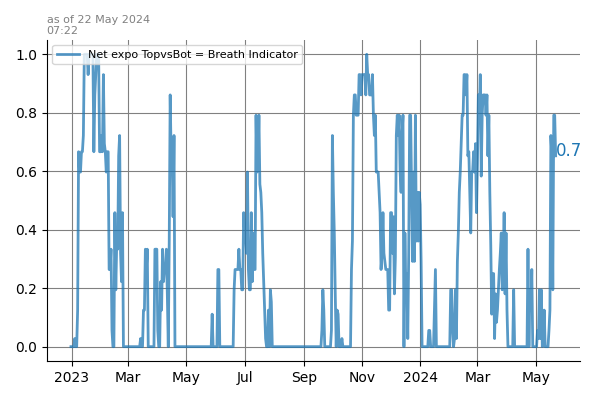 as of 22 May 2024
07:22
Net expo TopvsBot = Breath Indicator
1.0
0.8
0.7
0.6
0.4
0.2
0.0
2023 Mar May Jul Sep Nov 2024 Mar May